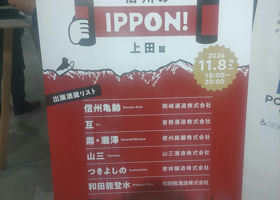 信州の
IPPON!
上田
2024
11.8
18:00-
20:00
出展酒蔵リスト
信州亀齢 岡崎酒造株式会社
互 若林醸造株式会社
瀧澤 信州銘醸株式会社
山三 山三酒造株式会社
つきよしの 若林醸造株式会社
和田龍登水 和田龍酒造株式会社